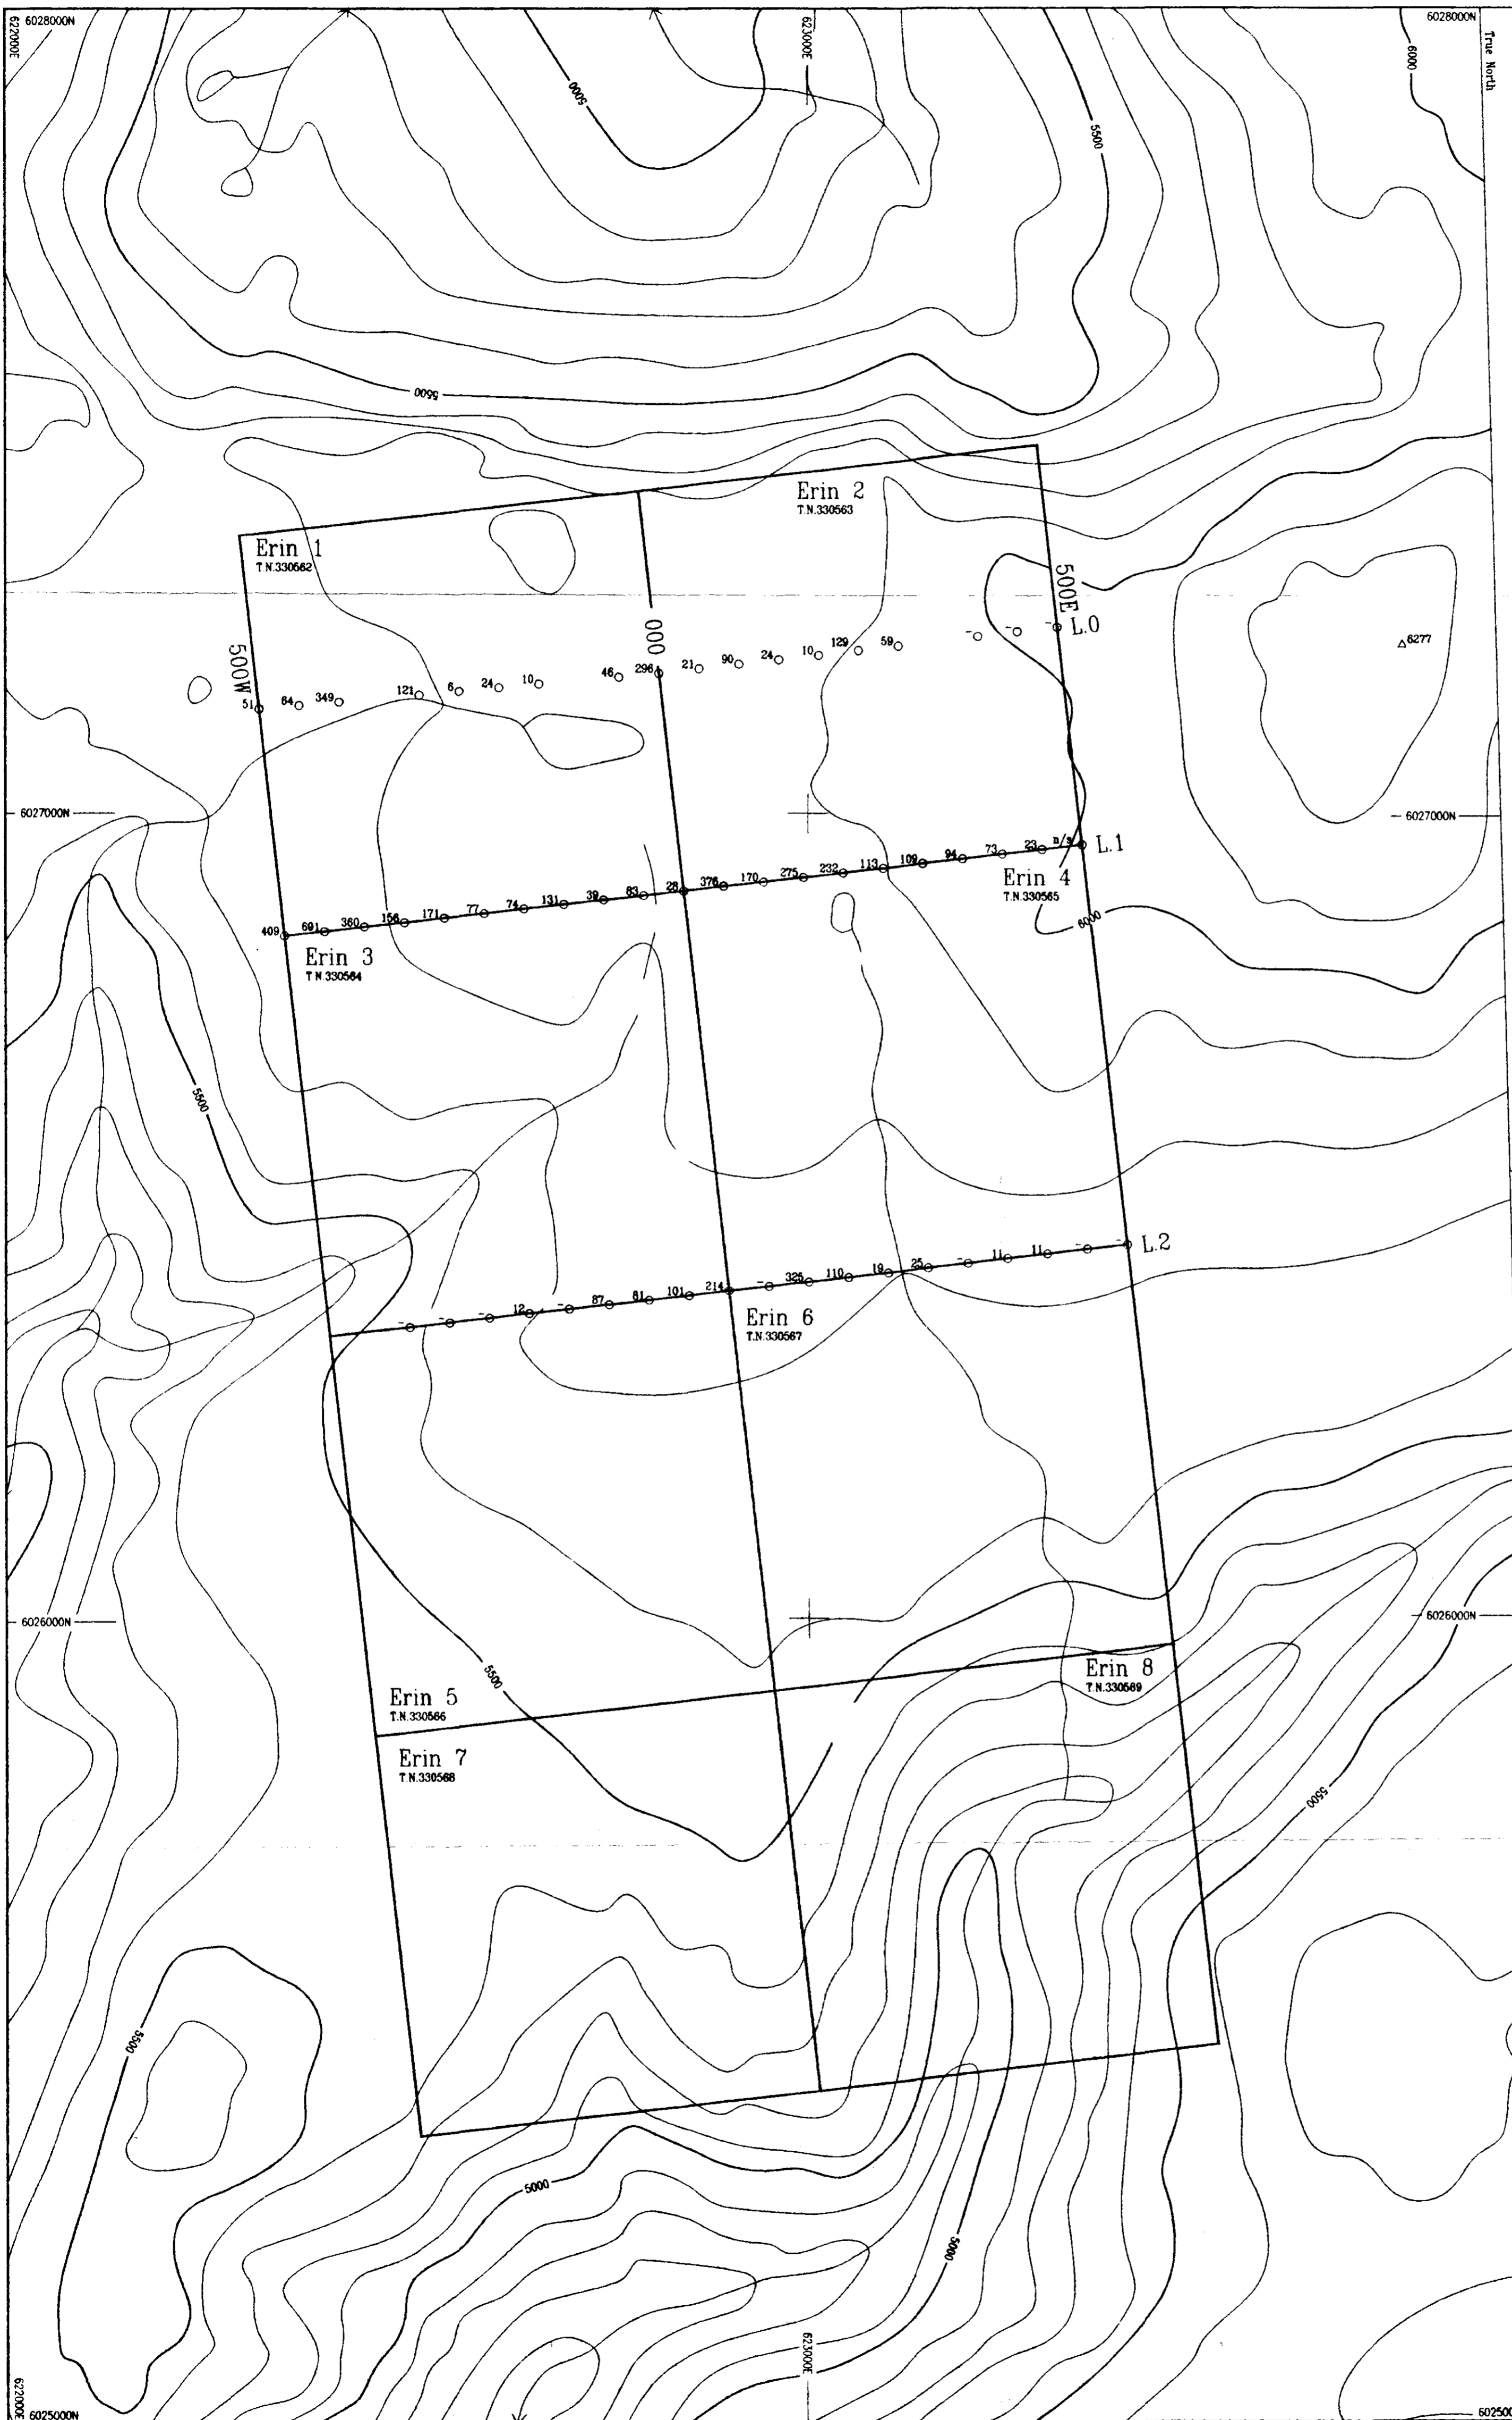 6028000N
622000E
623000E
6028000N
True North
6000
5000
5500
5500
Erin 2
T.N.330563
Erin 1
T.N.330562
500E
000
500W
51 64 349 121 6 24 10 46 296 21 90 24 10 129 59 - - - L.0
6277
6027000N
6027000N
409 691 360 156 171 77 74 131 39 83 28 376 170 275 232 113 109 94 73 23 n/s L.1
Erin 4
T.N.330565
6000
Erin 3
T.N.330564
5500
- - - 12 - 87 81 101 214 - 325 110 19 25 - 11 11 - - L.2
Erin 6
T.N.330567
6026000N
6026000N
5500
Erin 8
T.N.330569
Erin 5
T.N.330566
Erin 7
T.N.330568
5500
5500
5000
5000
623000E
622000E
6025000N